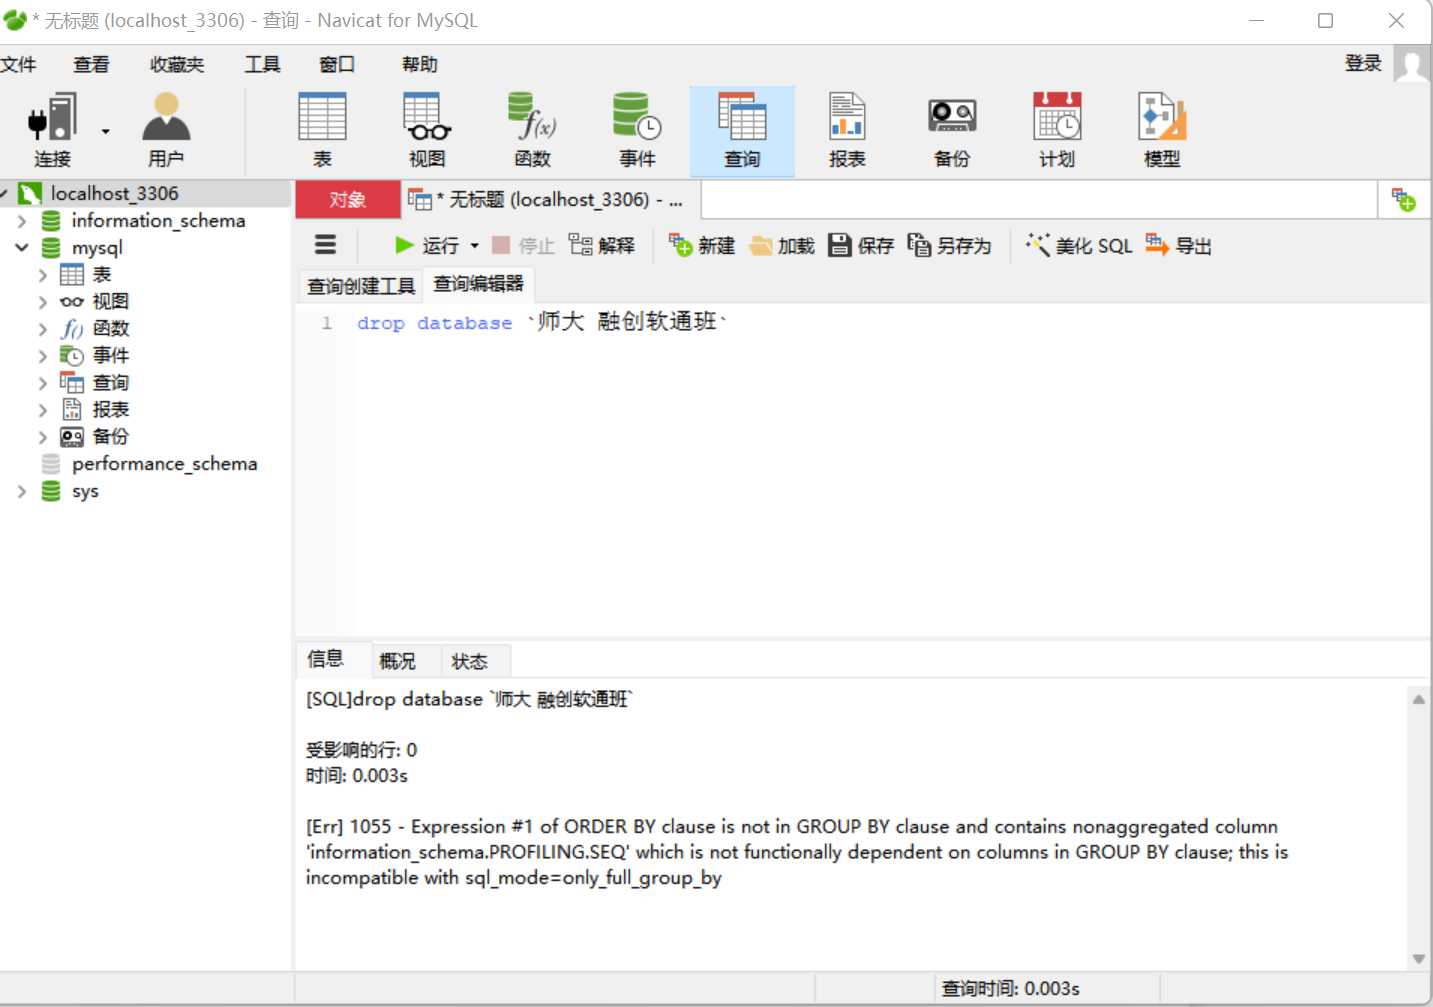 * 无标题 (localhost_3306) - 查询 - Navicat for MySQL
文件 查看 收藏夹 工具 窗口 帮助 登录
连接 用户 表 视图 函数 事件 查询 报表 备份 计划 模型
localhost_3306
information_schema
mysql
表
视图
函数
事件
查询
报表
备份
performance_schema
sys
对象 * 无标题 (localhost_3306) - ...
运行 停止 解释 新建 加载 保存 另存为 美化 SQL 导出
查询创建工具 查询编辑器
1 drop database `师大 融创软通班`
信息 概况 状态
[SQL]drop database `师大 融创软通班`
受影响的行: 0
时间: 0.003s
[Err] 1055 - Expression #1 of ORDER BY clause is not in GROUP BY clause and contains nonaggregated column
'information_schema.PROFILING.SEQ' which is not functionally dependent on columns in GROUP BY clause; this is
incompatible with sql_mode=only_full_group_by
查询时间: 0.003s